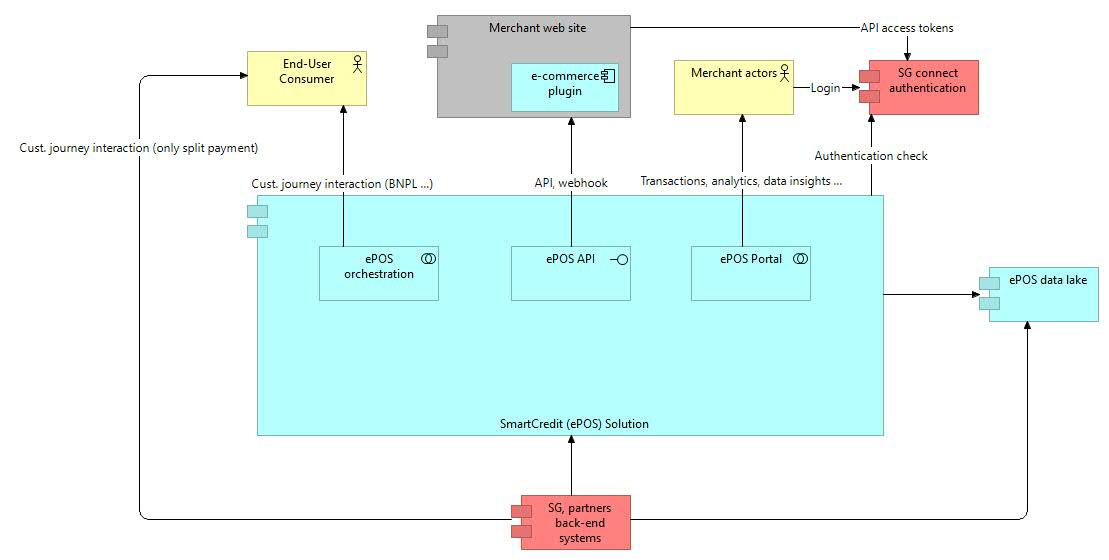 Merchant web site
API access tokens
End-User
Consumer
e-commerce
plugin
Merchant actors
Login
SG connect
authentication
Cust. journey interaction (only split payment)
Authentication check
Cust. journey interaction (BNPL ...)
API, webhook
Transactions, analytics, data insights ...
ePOS
orchestration
ePOS API
ePOS Portal
ePOS data lake
SmartCredit (ePOS) Solution
SG, partners
back-end
systems